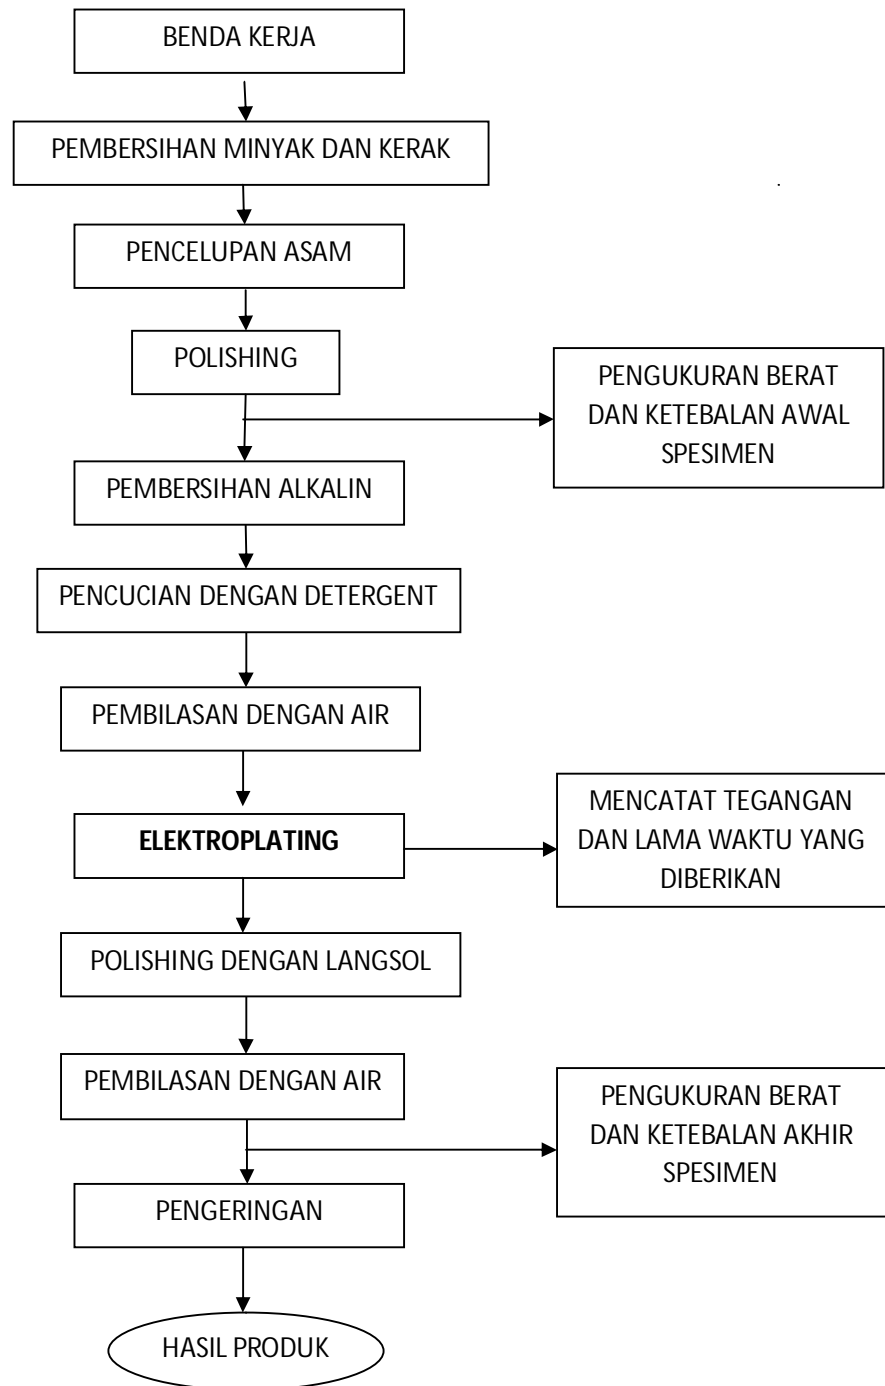 BENDA KERJA
PEMBERSIHAN MINYAK DAN KERAK
PENCELUPAN ASAM
POLISHING
PENGUKURAN BERAT
DAN KETEBALAN AWAL
SPESIMEN
PEMBERSIHAN ALKALIN
PENCUCIAN DENGAN DETERGENT
PEMBILASAN DENGAN AIR
ELEKTROPLATING
MENCATAT TEGANGAN
DAN LAMA WAKTU YANG
DIBERIKAN
POLISHING DENGAN LANGSOL
PEMBILASAN DENGAN AIR
PENGUKURAN BERAT
DAN KETEBALAN AKHIR
SPESIMEN
PENGERINGAN
HASIL PRODUK